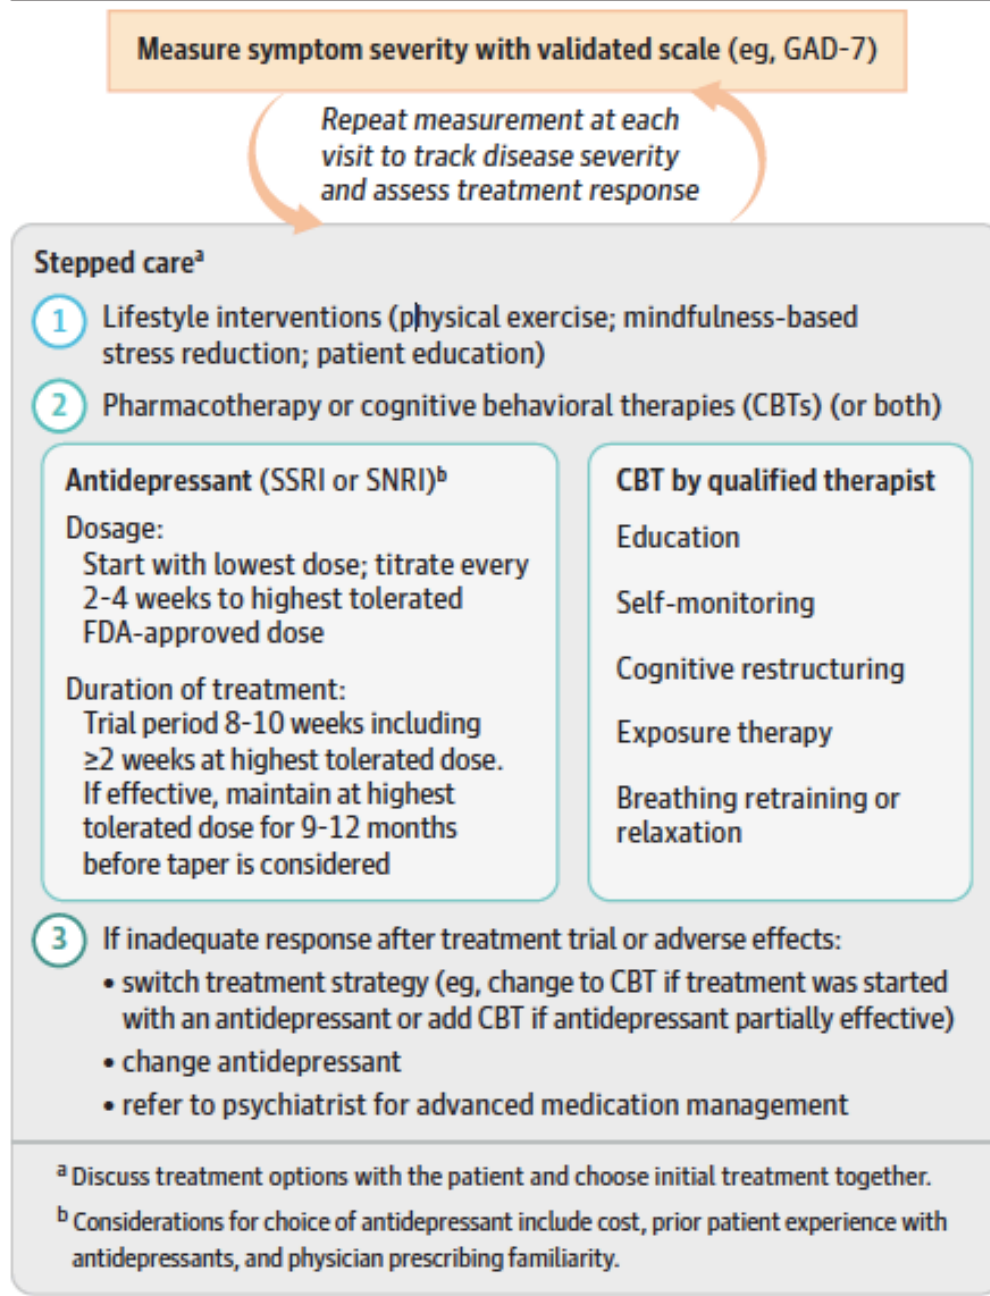 Measure symptom severity with validated scale (eg, GAD-7)
Repeat measurement at each
visit to track disease severity
and assess treatment response
Stepped careᵃ
1 Lifestyle interventions (physical exercise; mindfulness-based
stress reduction; patient education)
2 Pharmacotherapy or cognitive behavioral therapies (CBTs) (or both)
Antidepressant (SSRI or SNRI)ᵇ
Dosage:
Start with lowest dose; titrate every
2-4 weeks to highest tolerated
FDA-approved dose
Duration of treatment:
Trial period 8-10 weeks including
≥2 weeks at highest tolerated dose.
If effective, maintain at highest
tolerated dose for 9-12 months
before taper is considered
CBT by qualified therapist
Education
Self-monitoring
Cognitive restructuring
Exposure therapy
Breathing retraining or
relaxation
3 If inadequate response after treatment trial or adverse effects:
• switch treatment strategy (eg, change to CBT if treatment was started
with an antidepressant or add CBT if antidepressant partially effective)
• change antidepressant
• refer to psychiatrist for advanced medication management
ᵃ Discuss treatment options with the patient and choose initial treatment together.
ᵇ Considerations for choice of antidepressant include cost, prior patient experience with
antidepressants, and physician prescribing familiarity.